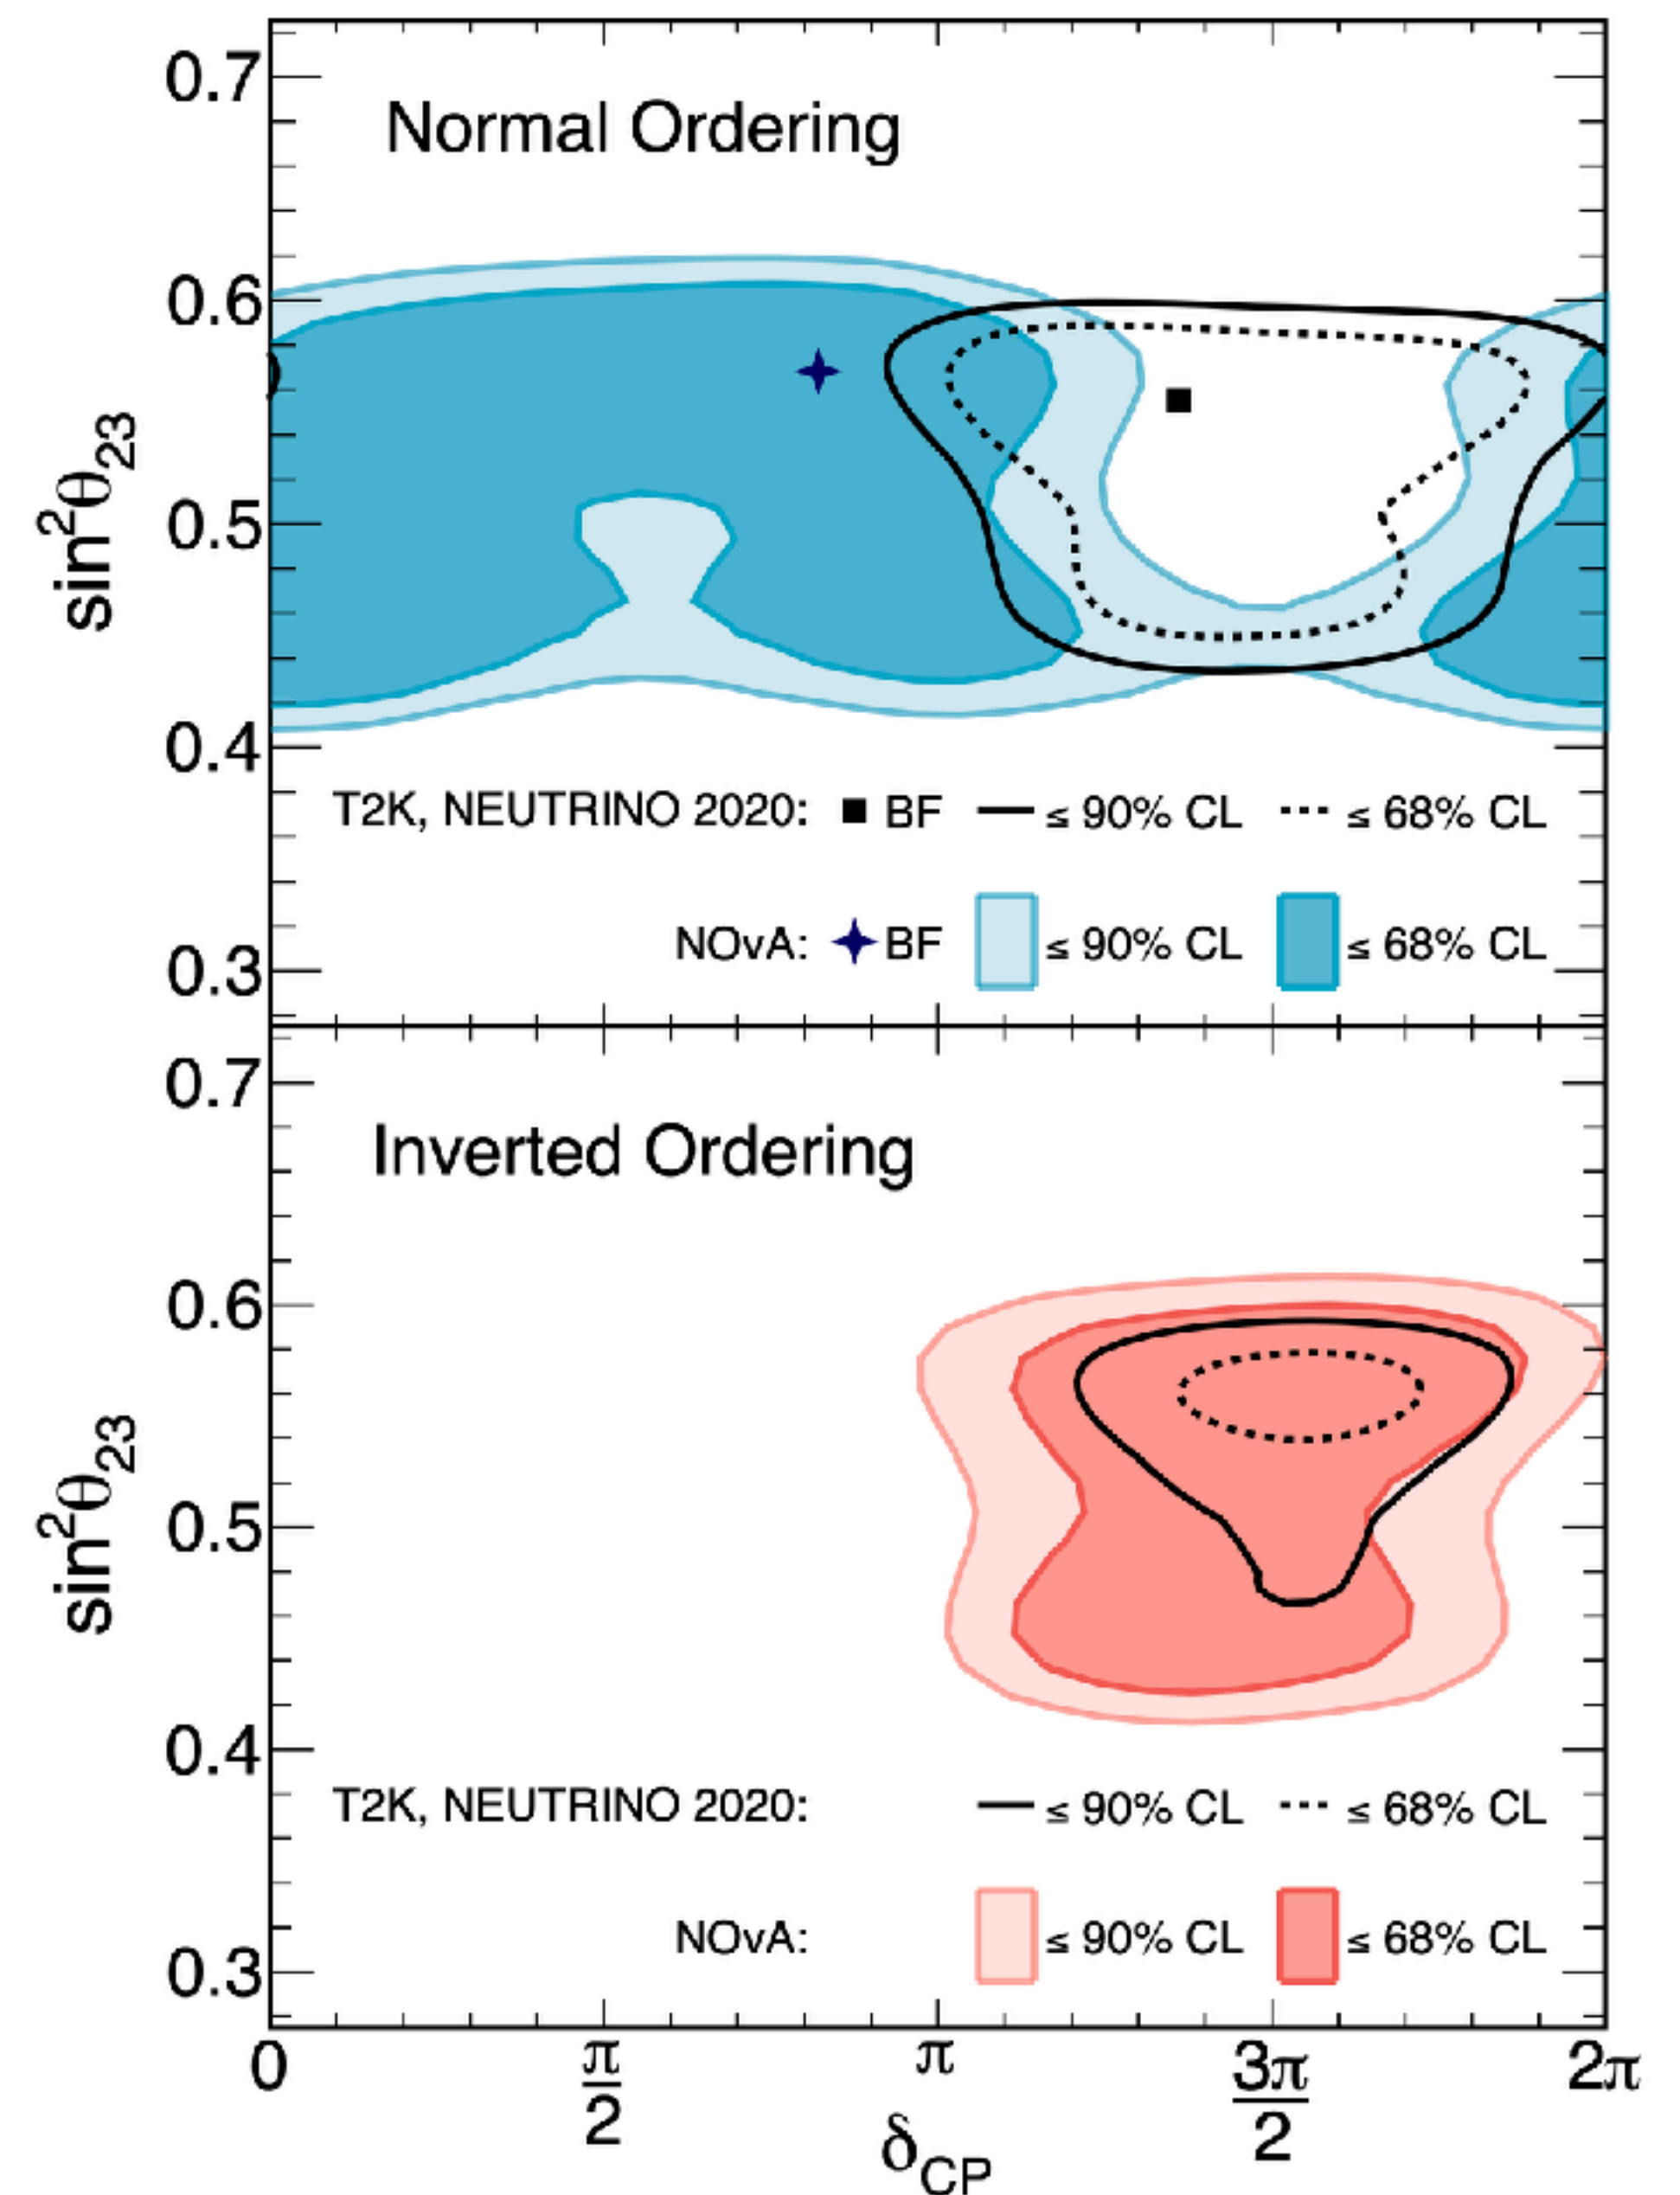 0.7
Normal Ordering
0.6
0.5
0.4
0.3
sin²θ₂₃
T2K, NEUTRINO 2020: BF ≤ 90% CL ≤ 68% CL
NOvA: BF ≤ 90% CL ≤ 68% CL
0.7
Inverted Ordering
0.6
0.5
0.4
0.3
sin²θ₂₃
T2K, NEUTRINO 2020: ≤ 90% CL ≤ 68% CL
NOvA: ≤ 90% CL ≤ 68% CL
0 π/2 π 3π/2 2π
δCP